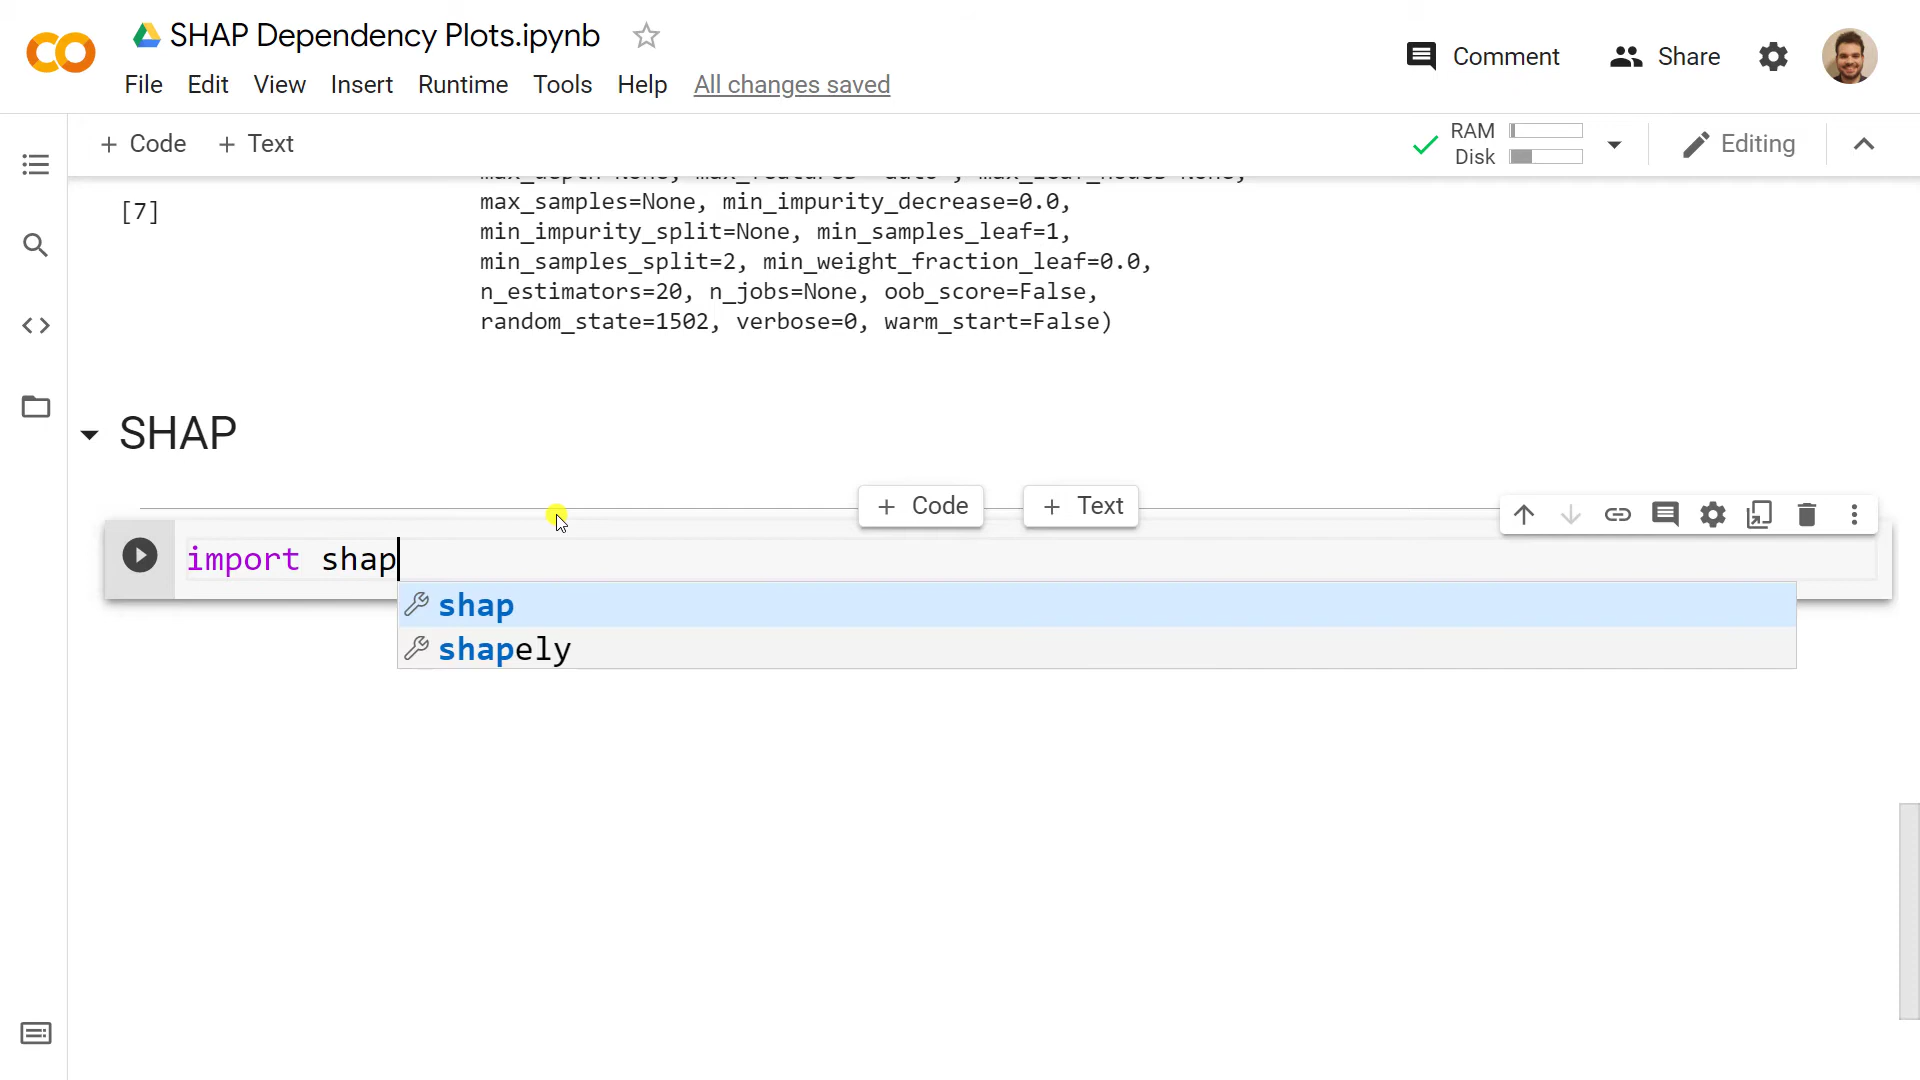 SHAP Dependency Plots.ipynb
Comment
Share
File Edit View Insert Runtime Tools Help All changes saved
+ Code + Text
RAM
Disk
Editing
[7]
max_samples=None, min_impurity_decrease=0.0,
min_impurity_split=None, min_samples_leaf=1,
min_samples_split=2, min_weight_fraction_leaf=0.0,
n_estimators=20, n_jobs=None, oob_score=False,
random_state=1502, verbose=0, warm_start=False)
SHAP
+ Code + Text
import shap
shap
shapely